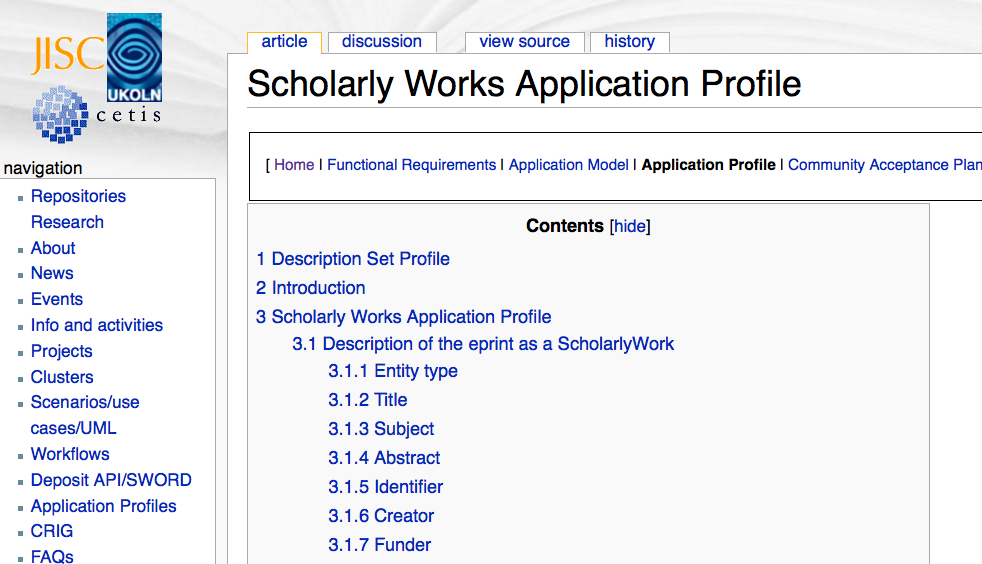 JISC
UKOLN
cetis
navigation
Repositories
Research
About
News
Events
Info and activities
Projects
Clusters
Scenarios/use
cases/UML
Workflows
Deposit API/SWORD
Application Profiles
CRIG
FAQs
article discussion view source history
Scholarly Works Application Profile
[ Home | Functional Requirements | Application Model | Application Profile | Community Acceptance Plan
Contents [hide]
1 Description Set Profile
2 Introduction
3 Scholarly Works Application Profile
3.1 Description of the eprint as a ScholarlyWork
3.1.1 Entity type
3.1.2 Title
3.1.3 Subject
3.1.4 Abstract
3.1.5 Identifier
3.1.6 Creator
3.1.7 Funder